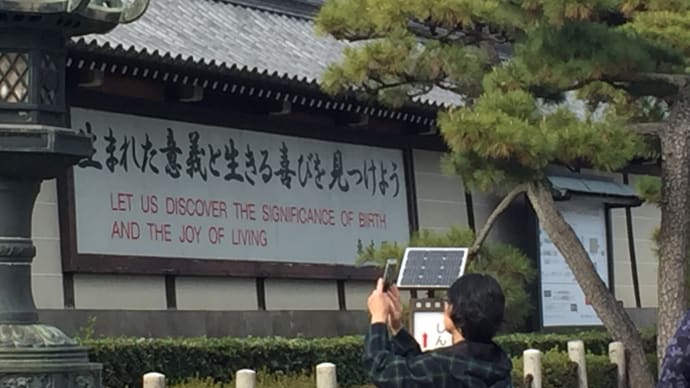 生まれた意義と生きる喜びを見つけよう
LET US DISCOVER THE SIGNIFICANCE OF BIRTH
AND THE JOY OF LIVING